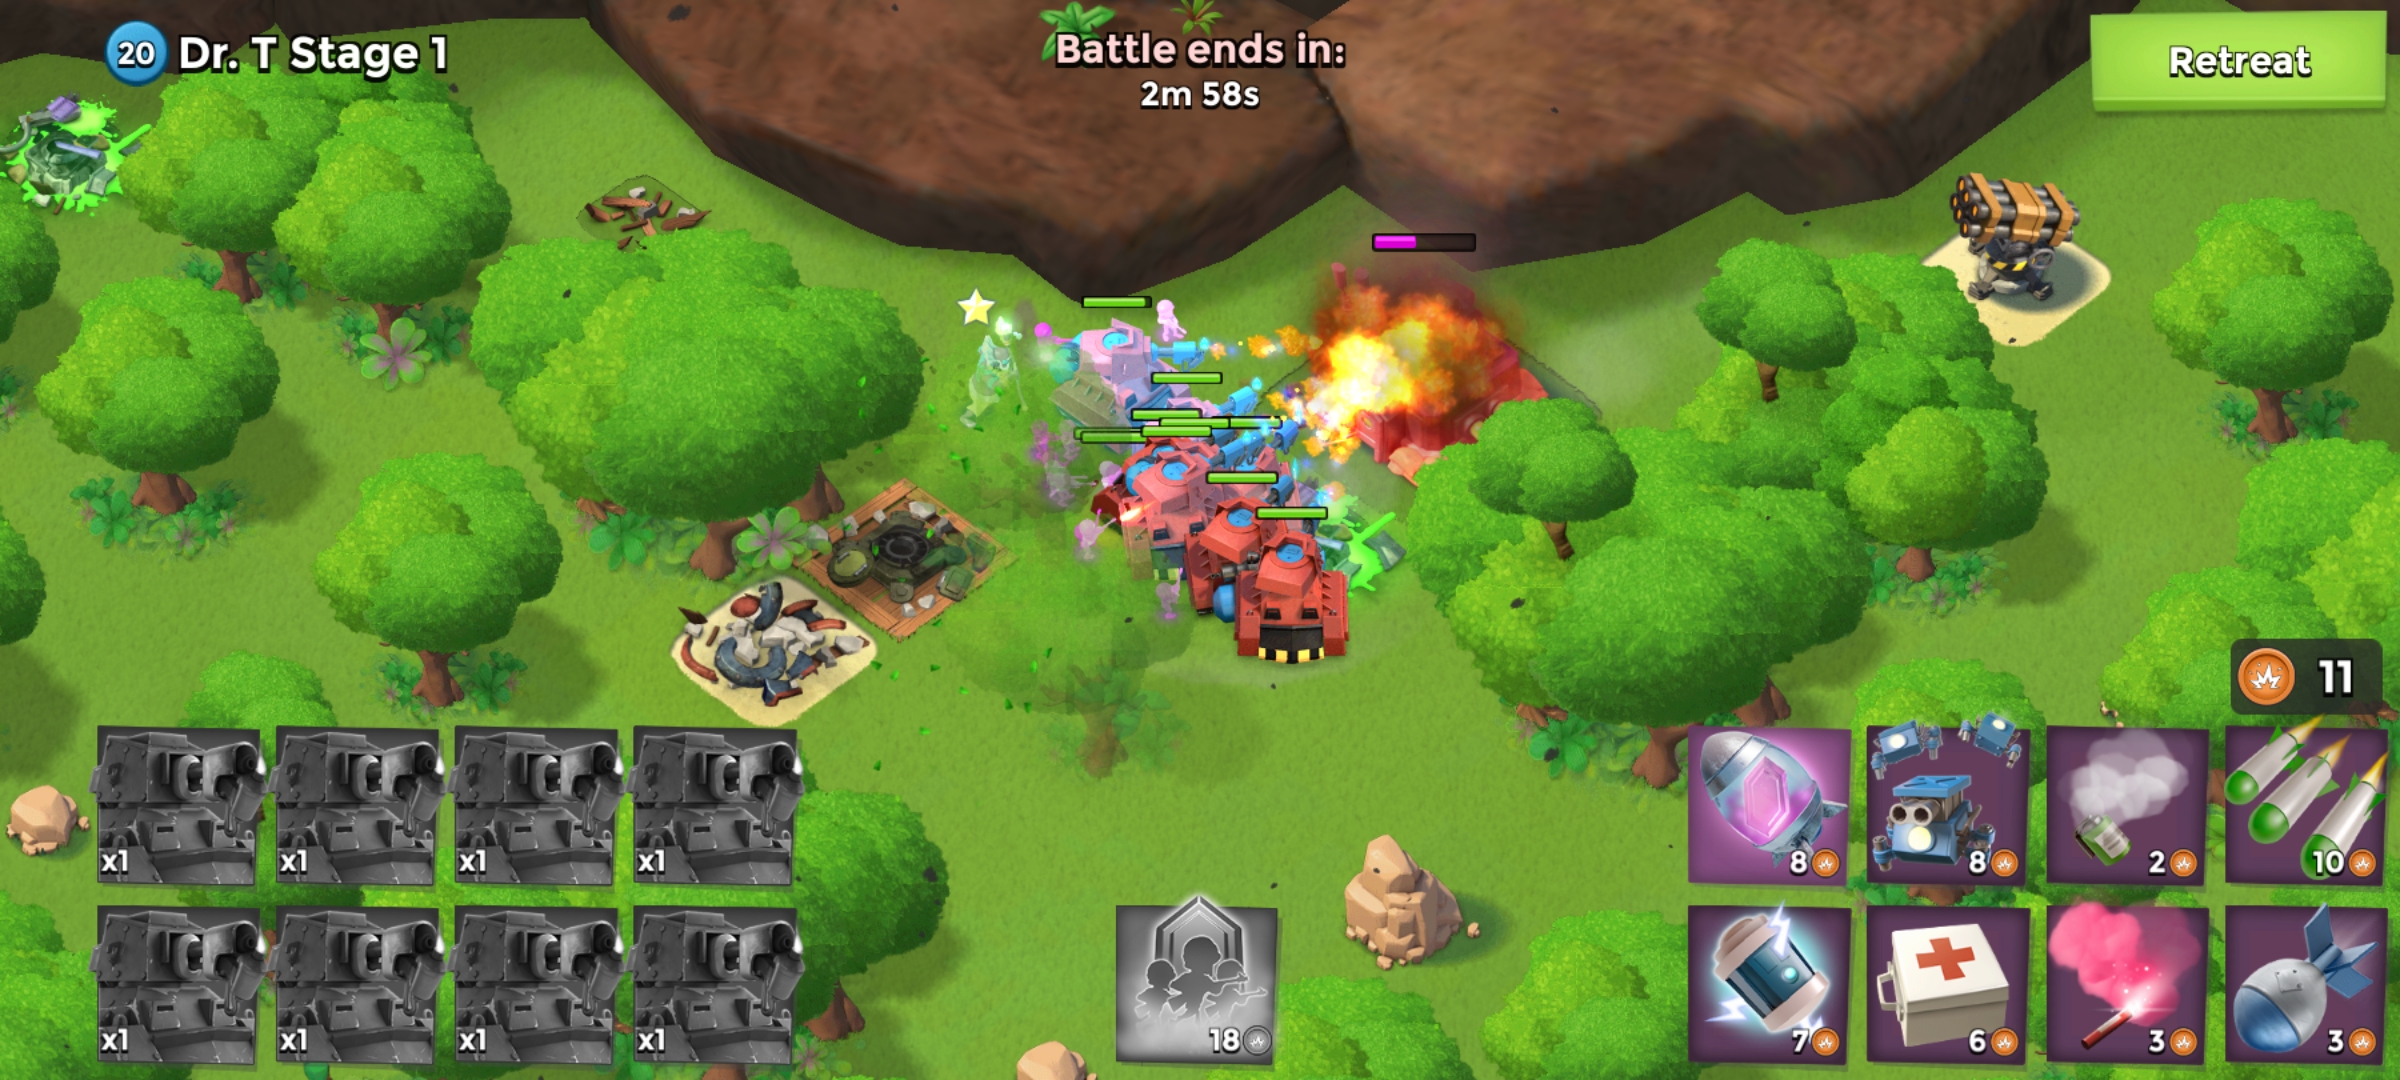 20 Dr. T Stage 1
Battle ends in:
2m 58s
Retreat
11
x1 x1 x1 x1
8 8 2 10
x1 x1 x1 x1
18
7 6 3 3